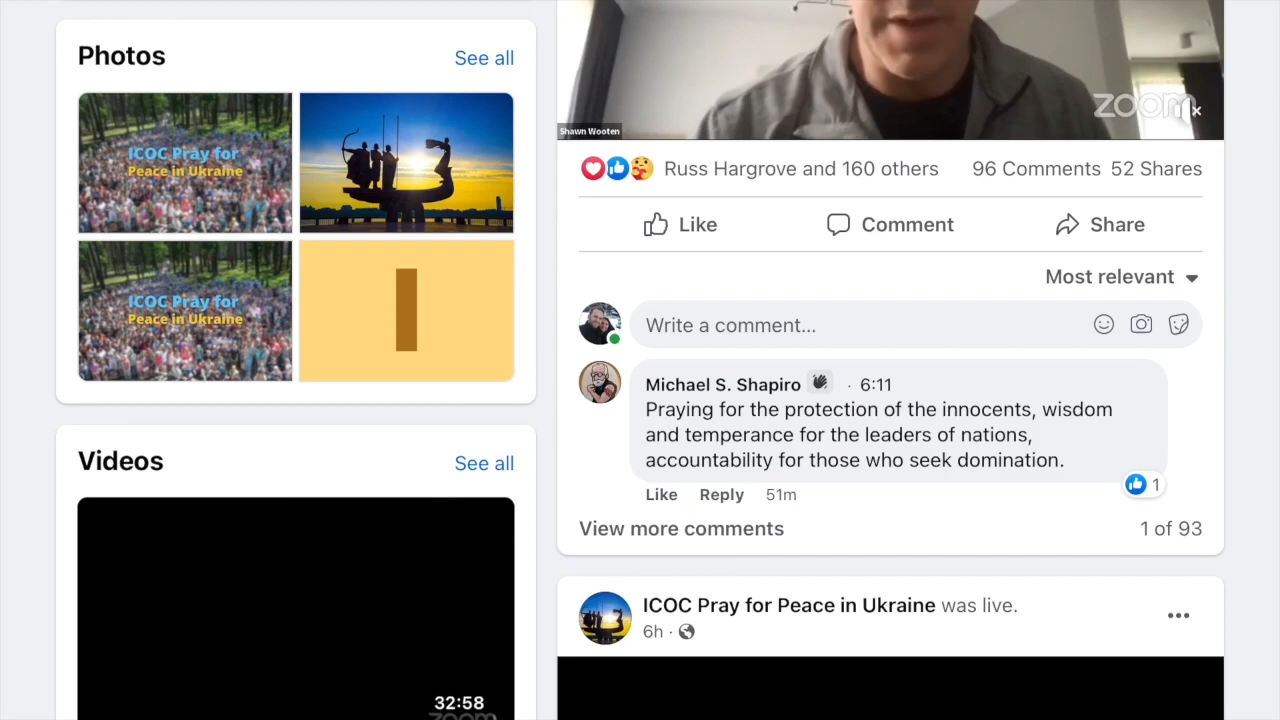 Photos
See all
ICOC Pray for
Peace in Ukraine
ICOC Pray for
Peace in Ukraine
I
Videos
See all
32:58
zoom
zoom
Shawn Wooten
Russ Hargrove and 160 others
96 Comments
52 Shares
Like
Comment
Share
Most relevant
Write a comment...
Michael S. Shapiro · 6:11
Praying for the protection of the innocents, wisdom
and temperance for the leaders of nations,
accountability for those who seek domination.
1
Like Reply 51m
View more comments
1 of 93
ICOC Pray for Peace in Ukraine was live.
6h ·